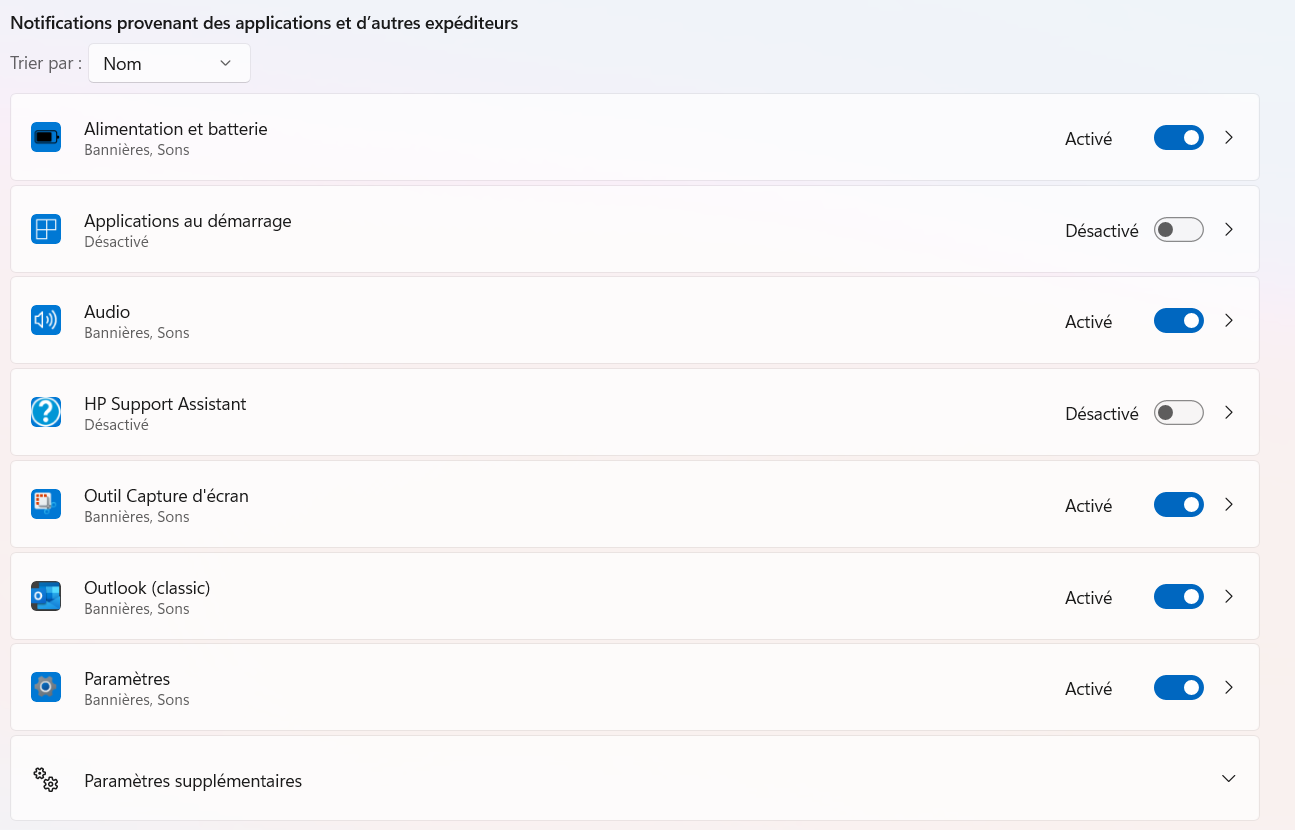 Notifications provenant des applications et d’autres expéditeurs
Trier par : Nom
Alimentation et batterie
Bannières, Sons
Activé
Applications au démarrage
Désactivé
Désactivé
Audio
Bannières, Sons
Activé
HP Support Assistant
Désactivé
Désactivé
Outil Capture d'écran
Bannières, Sons
Activé
Outlook (classic)
Bannières, Sons
Activé
Paramètres
Bannières, Sons
Activé
Paramètres supplémentaires